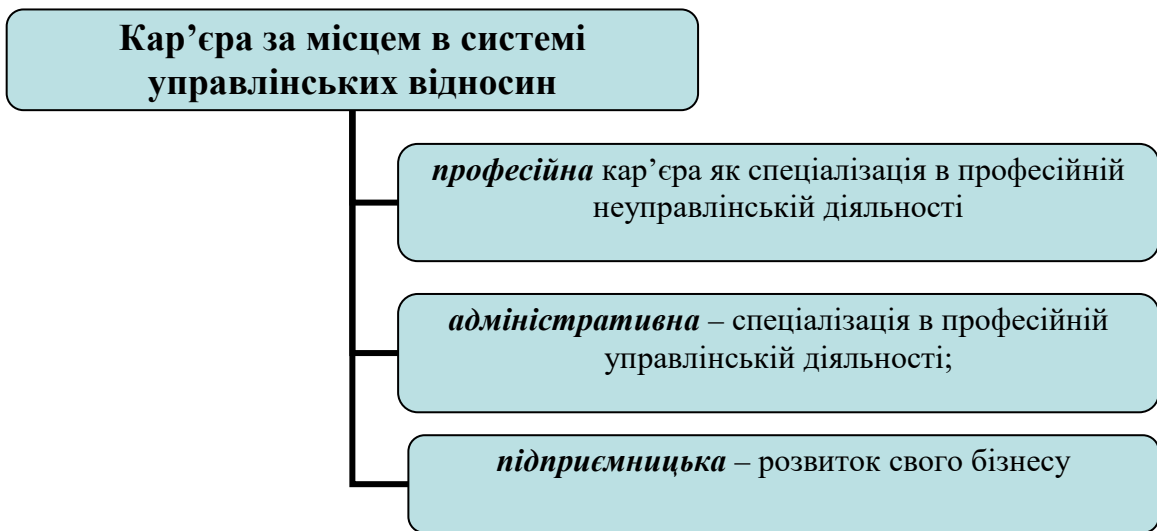 Кар’єра за місцем в системі
управлінських відносин
професійна кар’єра як спеціалізація в професійній
неуправлінській діяльності
адміністративна – спеціалізація в професійній
управлінській діяльності;
підприємницька – розвиток свого бізнесу